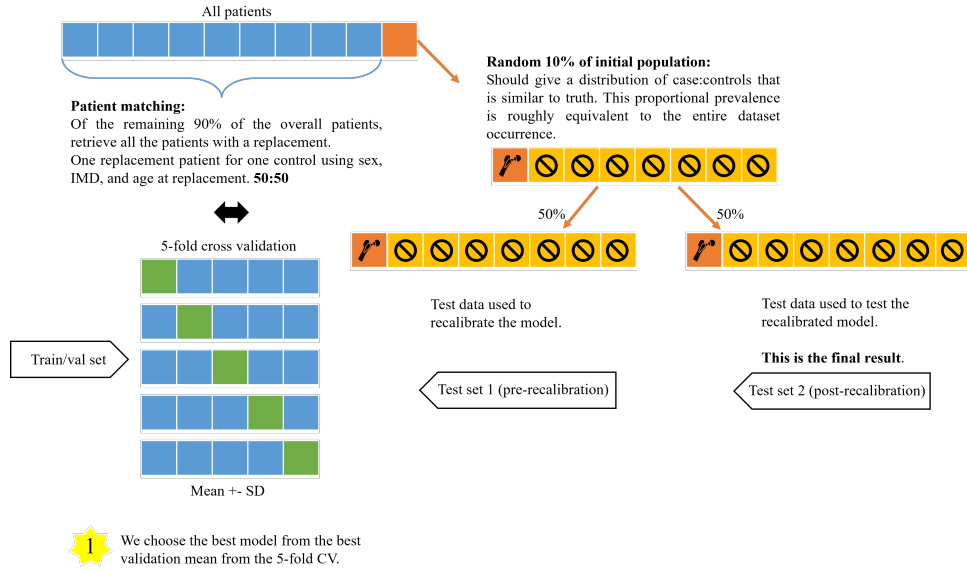 All patients
Random 10% of initial population:
Should give a distribution of case:controls that
is similar to truth. This proportional prevalence
is roughly equivalent to the entire dataset
occurrence.
Patient matching:
Of the remaining 90% of the overall patients,
retrieve all the patients with a replacement.
One replacement patient for one control using sex,
IMD, and age at replacement. 50:50
50%
50%
5-fold cross validation
Train/val set
Mean +- SD
Test data used to
recalibrate the model.
Test set 1 (pre-recalibration)
Test data used to test the
recalibrated model.
This is the final result.
Test set 2 (post-recalibration)
1
We choose the best model from the best
validation mean from the 5-fold CV.